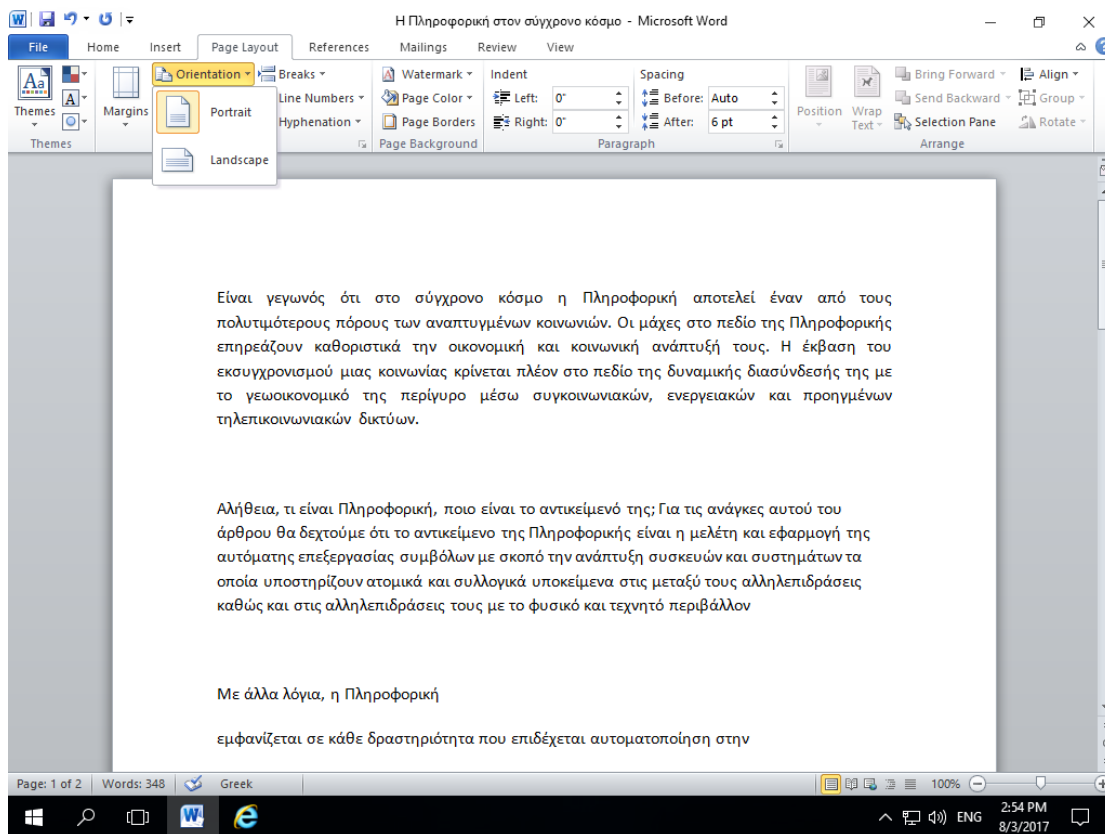 Η Πληροφορική στον σύγχρονο κόσμο - Microsoft Word
File Home Insert Page Layout References Mailings Review View
Orientation Breaks Watermark Indent Spacing Bring Forward Align
Themes Margins Portrait Line Numbers Page Color Left: 0" Before: Auto Position Wrap Text Send Backward Group
Hyphenation Page Borders Right: 0" After: 6 pt Selection Pane Rotate
Themes Page Background Paragraph Arrange
Landscape
Είναι γεγωνός ότι στο σύγχρονο κόσμο η Πληροφορική αποτελεί έναν από τους
πολυτιμότερους πόρους των αναπτυγμένων κοινωνιών. Οι μάχες στο πεδίο της Πληροφορικής
επηρεάζουν καθοριστικά την οικονομική και κοινωνική ανάπτυξή τους. Η έκβαση του
εκσυγχρονισμού μιας κοινωνίας κρίνεται πλέον στο πεδίο της δυναμικής διασύνδεσής της με
το γεωοικονομικό της περίγυρο μέσω συγκοινωνιακών, ενεργειακών και προηγμένων
τηλεπικοινωνιακών δικτύων.
Αλήθεια, τι είναι Πληροφορική, ποιο είναι το αντικείμενό της; Για τις ανάγκες αυτού του
άρθρου θα δεχτούμε ότι το αντικείμενο της Πληροφορικής είναι η μελέτη και εφαρμογή της
αυτόματης επεξεργασίας συμβόλων με σκοπό την ανάπτυξη συσκευών και συστημάτων τα
οποία υποστηρίζουν ατομικά και συλλογικά υποκείμενα στις μεταξύ τους αλληλεπιδράσεις
καθώς και στις αλληλεπιδράσεις τους με το φυσικό και τεχνητό περιβάλλον
Με άλλα λόγια, η Πληροφορική
εμφανίζεται σε κάθε δραστηριότητα που επιδέχεται αυτοματοποίηση στην
Page: 1 of 2 Words: 348 Greek 100%
ENG 2:54 PM
8/3/2017